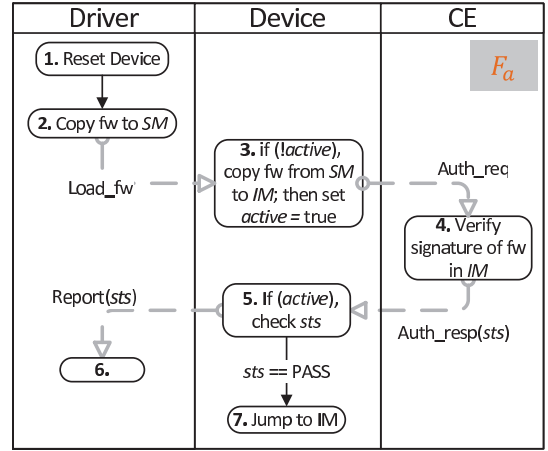 Driver
Device
CE
F_a
1. Reset Device
2. Copy fw to SM
Load_fw
3. if (!active),
copy fw from SM
to IM; then set
active = true
Auth_req
4. Verify
signature of fw
in IM
Auth_resp(sts)
5. If (active),
check sts
Report(sts)
6.
sts == PASS
7. Jump to IM